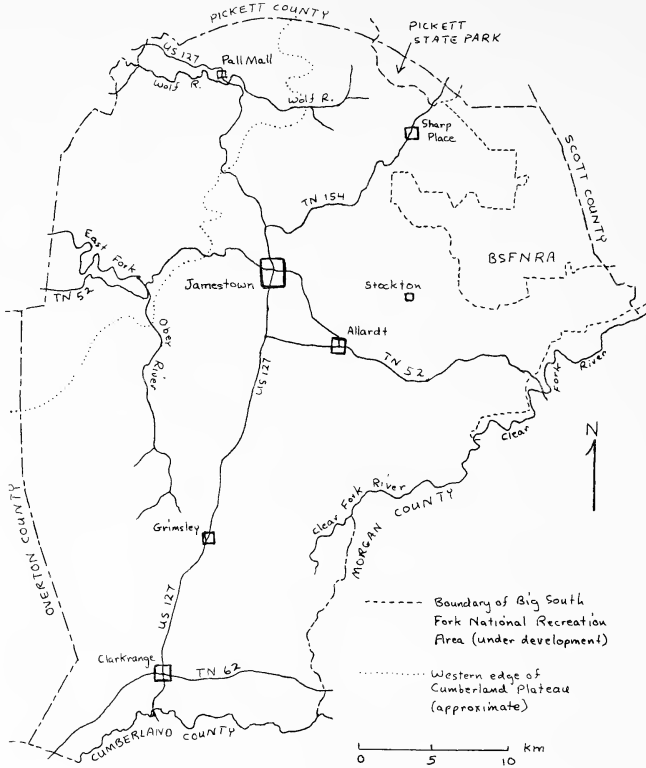 PICKETT COUNTY
PICKETT
STATE PARK
US 127
Pall Mall
Wolf R.
Wolf R.
Sharp
Place
SCOTT COUNTY
TN 154
East Fork
BSFNRA
Jamestown
Stockton
TN 52
Obey River
Allardt
US 127
TN 52
Clear Fork River
N
Clear Fork River
MORGAN COUNTY
OVERTON COUNTY
Grimsley
US 127
Boundary of Big South
Fork National Recreation
Area (under development)
Clarkrange
TN 62
Western edge of
Cumberland Plateau
(approximate)
CUMBERLAND COUNTY
km
0 5 10